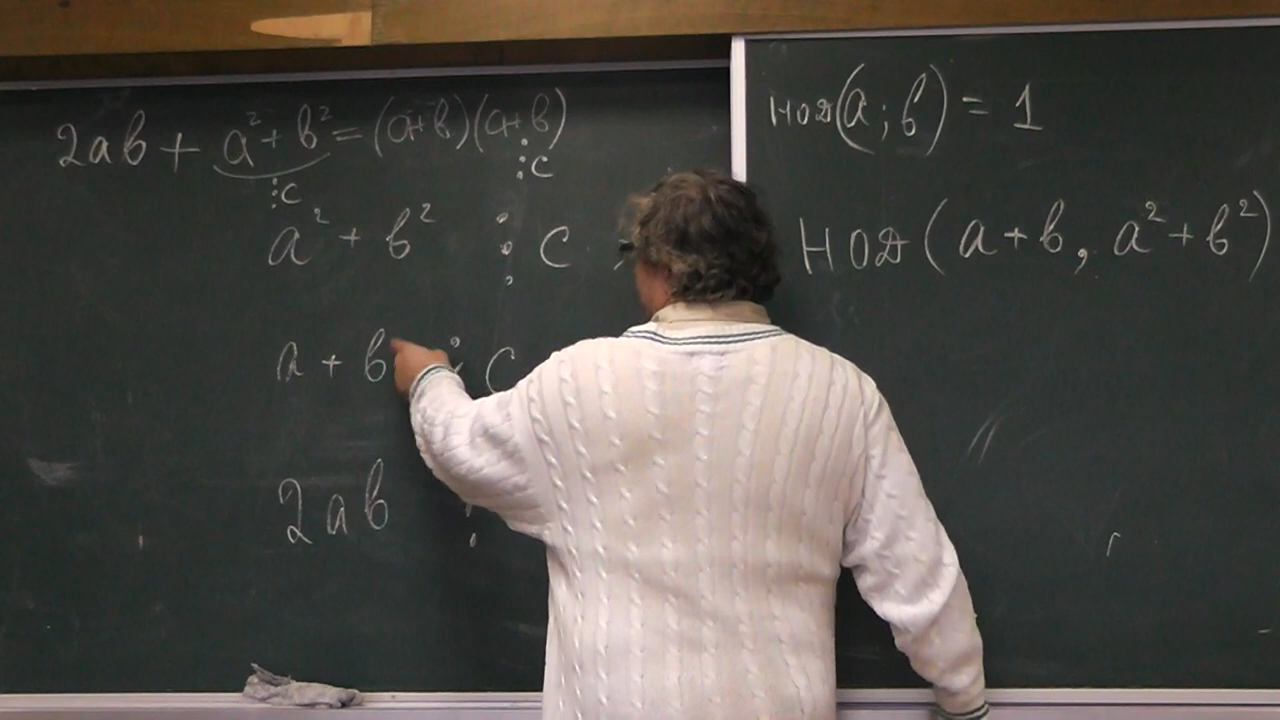 2ab + a² + b² = (a+b)(a+b)
⋮c ⋮c
a² + b² ⋮ c
a + b ⋮ c
2ab ⋮
НОД(a; b) = 1
НОД(a+b, a²+b²)